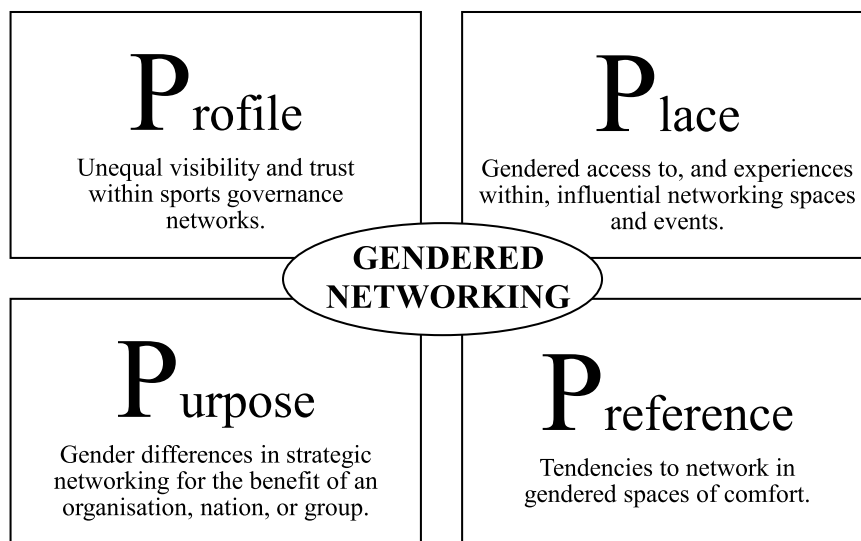 Profile
Unequal visibility and trust
within sports governance
networks.
Place
Gendered access to, and experiences
within, influential networking spaces
and events.
GENDERED
NETWORKING
Purpose
Gender differences in strategic
networking for the benefit of an
organisation, nation, or group.
Preference
Tendencies to network in
gendered spaces of comfort.